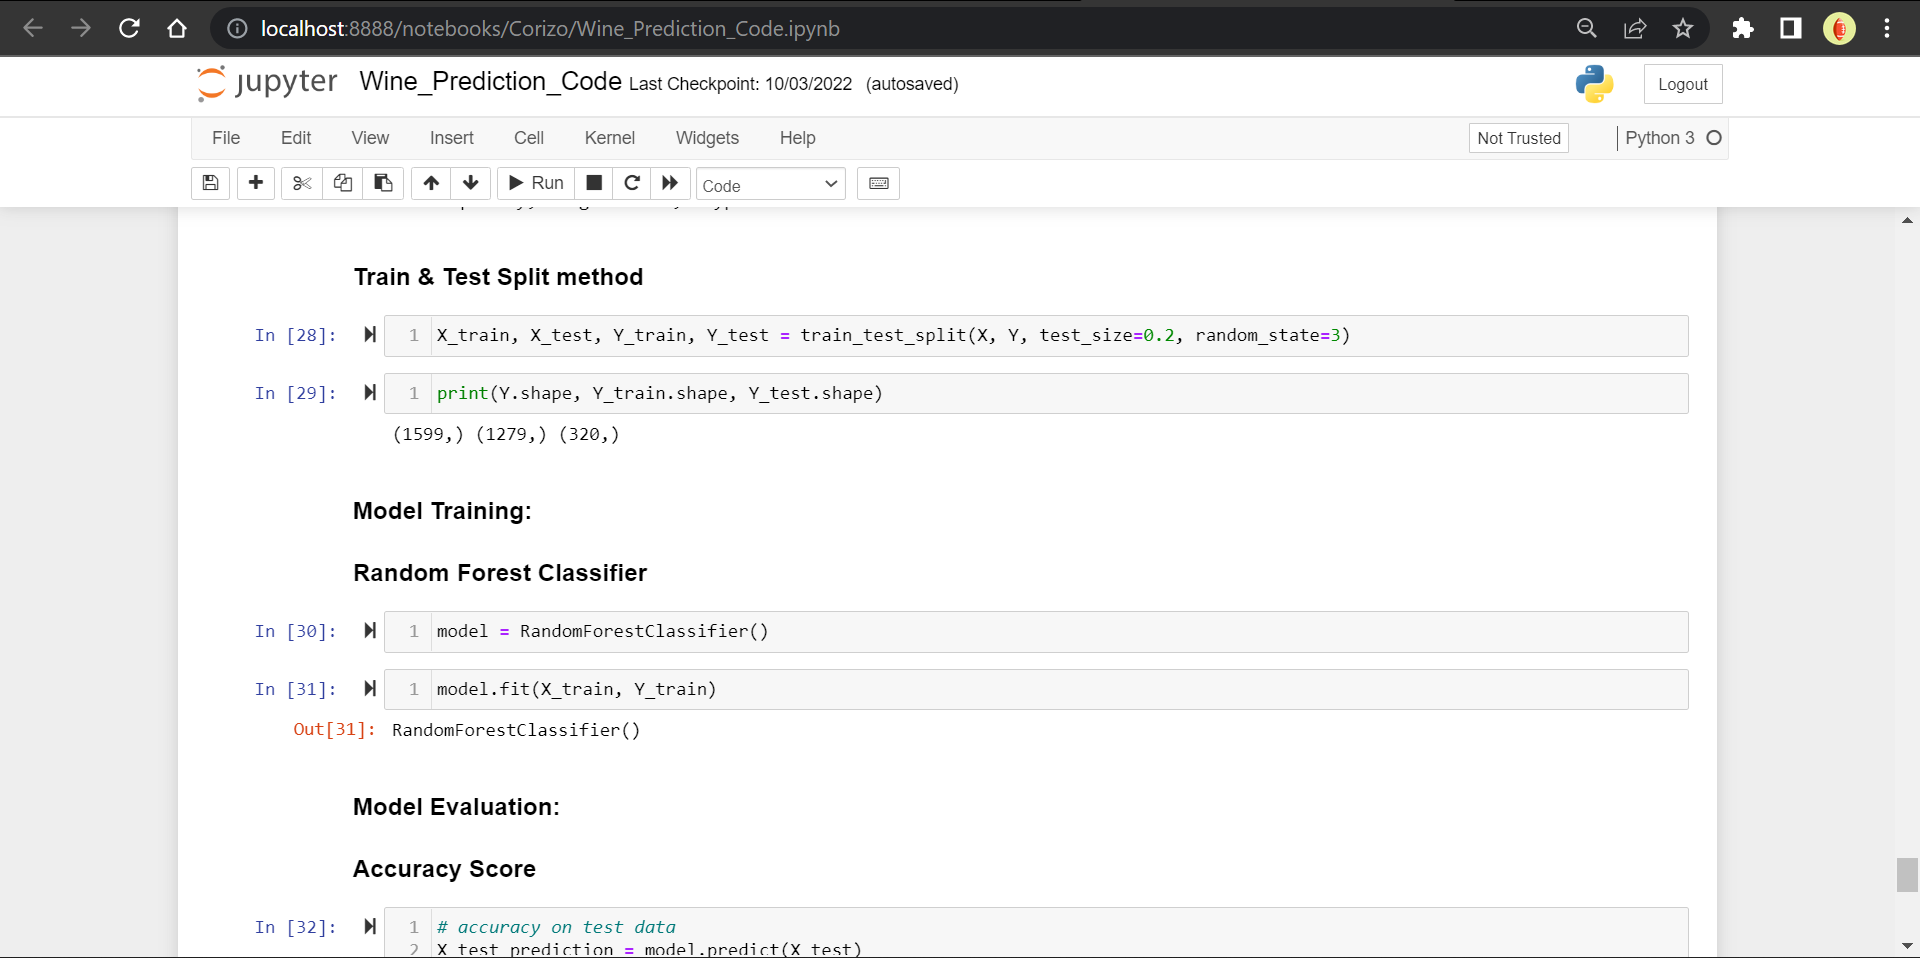 localhost:8888/notebooks/Corizo/Wine_Prediction_Code.ipynb
jupyter Wine_Prediction_Code Last Checkpoint: 10/03/2022 (autosaved) Logout
File Edit View Insert Cell Kernel Widgets Help Not Trusted Python 3
Run Code
Train & Test Split method
In [28]: 1 X_train, X_test, Y_train, Y_test = train_test_split(X, Y, test_size=0.2, random_state=3)
In [29]: 1 print(Y.shape, Y_train.shape, Y_test.shape)
(1599,) (1279,) (320,)
Model Training:
Random Forest Classifier
In [30]: 1 model = RandomForestClassifier()
In [31]: 1 model.fit(X_train, Y_train)
Out[31]: RandomForestClassifier()
Model Evaluation:
Accuracy Score
In [32]: 1 # accuracy on test data
2 X_test_prediction = model.predict(X_test)